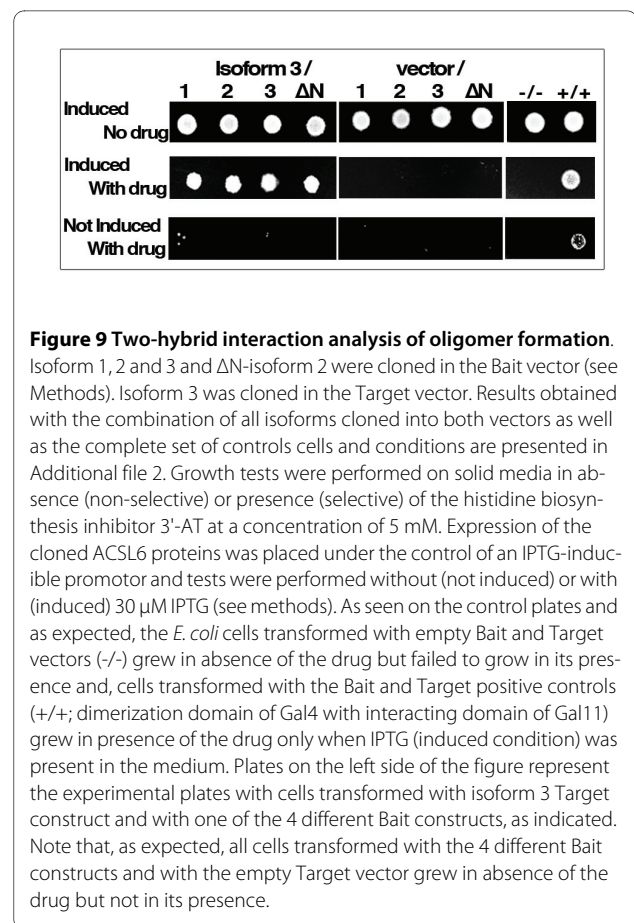 Isoform 3 /
vector /
1 2 3 ΔN 1 2 3 ΔN -/- +/+
Induced
No drug
Induced
With drug
Not Induced
With drug
Figure 9 Two-hybrid interaction analysis of oligomer formation.
Isoform 1, 2 and 3 and ΔN-isoform 2 were cloned in the Bait vector (see
Methods). Isoform 3 was cloned in the Target vector. Results obtained
with the combination of all isoforms cloned into both vectors as well
as the complete set of controls cells and conditions are presented in
Additional file 2. Growth tests were performed on solid media in ab-
sence (non-selective) or presence (selective) of the histidine biosyn-
thesis inhibitor 3'-AT at a concentration of 5 mM. Expression of the
cloned ACSL6 proteins was placed under the control of an IPTG-induc-
ible promotor and tests were performed without (not induced) or with
(induced) 30 μM IPTG (see methods). As seen on the control plates and
as expected, the E. coli cells transformed with empty Bait and Target
vectors (-/-) grew in absence of the drug but failed to grow in its pres-
ence and, cells transformed with the Bait and Target positive controls
(+/+; dimerization domain of Gal4 with interacting domain of Gal11)
grew in presence of the drug only when IPTG (induced condition) was
present in the medium. Plates on the left side of the figure represent
the experimental plates with cells transformed with isoform 3 Target
construct and with one of the 4 different Bait constructs, as indicated.
Note that, as expected, all cells transformed with the 4 different Bait
constructs and with the empty Target vector grew in absence of the
drug but not in its presence.